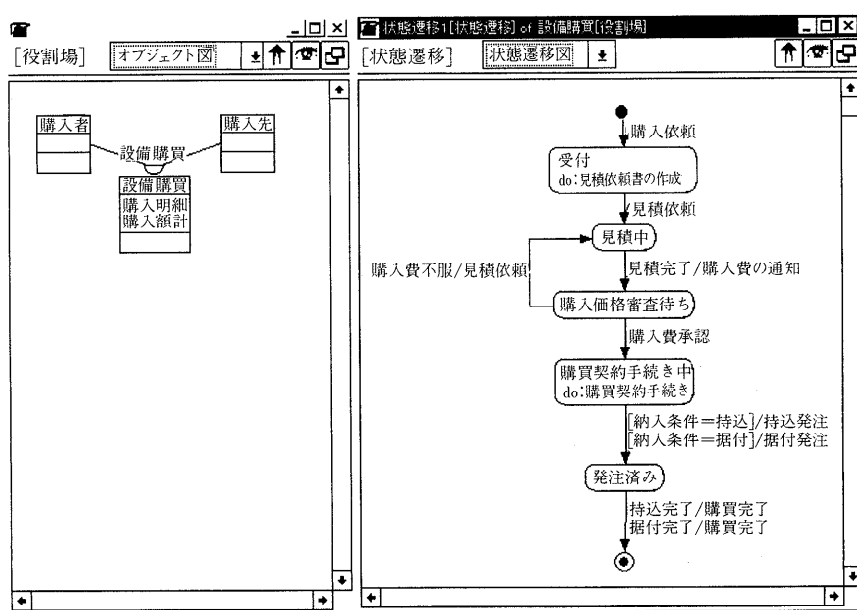 [役割場]
オブジェクト図
購入者
購入先
設備購買
設備購買
購入明細
購入額計
状態遷移1[状態遷移] of 設備購買[役割場]
[状態遷移]
状態遷移図
購入依頼
受付
do:見積依頼書の作成
/見積依頼
見積中
購入費不服/見積依頼
見積完了/購入費の通知
購入価格審査待ち
購入費承認
購買契約手続き中
do:購買契約手続き
[納入条件=持込]/持込発注
[納入条件=据付]/据付発注
発注済み
持込完了/購買完了
据付完了/購買完了